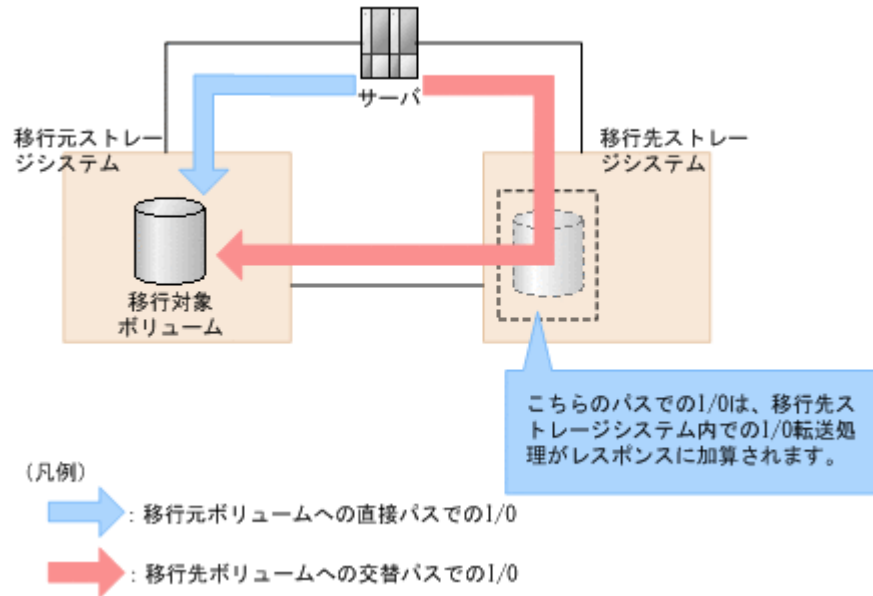 サーバ
移行元ストレー
ジシステム
移行先ストレー
ジシステム
移行対象
ボリューム
こちらのパスでのI/Oは、移行先ス
トレージシステム内でのI/O転送処
理がレスポンスに加算されます。
(凡例)
: 移行元ボリュームへの直接パスでのI/O
: 移行先ボリュームへの交替パスでのI/O